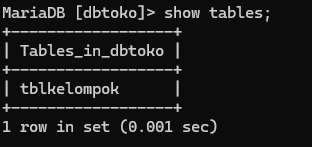 MariaDB [dbtoko]> show tables;
+------------------+
| Tables_in_dbtoko |
+------------------+
| tblkelompok      |
+------------------+
1 row in set (0.001 sec)